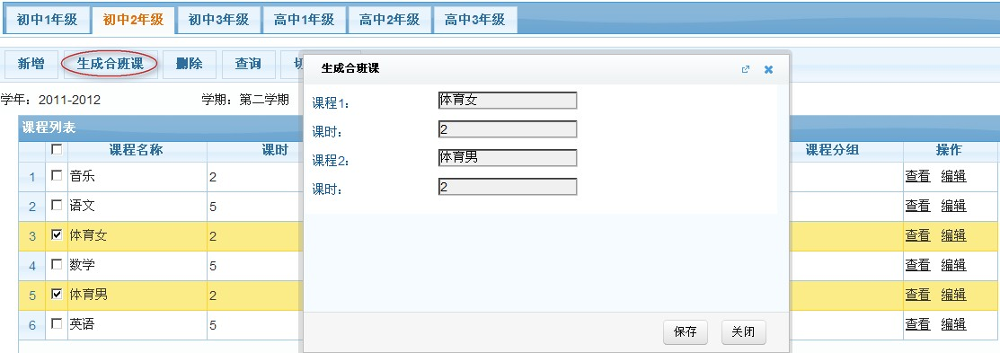 初中1年级 初中2年级 初中3年级 高中1年级 高中2年级 高中3年级
新增 生成合班课 删除 查询
学年：2011-2012 学期：第二学期
课程列表
课程名称 课时 课程分组 操作
1 音乐 2 查看 编辑
2 语文 5 查看 编辑
3 体育女 2 查看 编辑
4 数学 5 查看 编辑
5 体育男 2 查看 编辑
6 英语 5 查看 编辑
生成合班课
课程1： 体育女
课时： 2
课程2： 体育男
课时： 2
保存 关闭